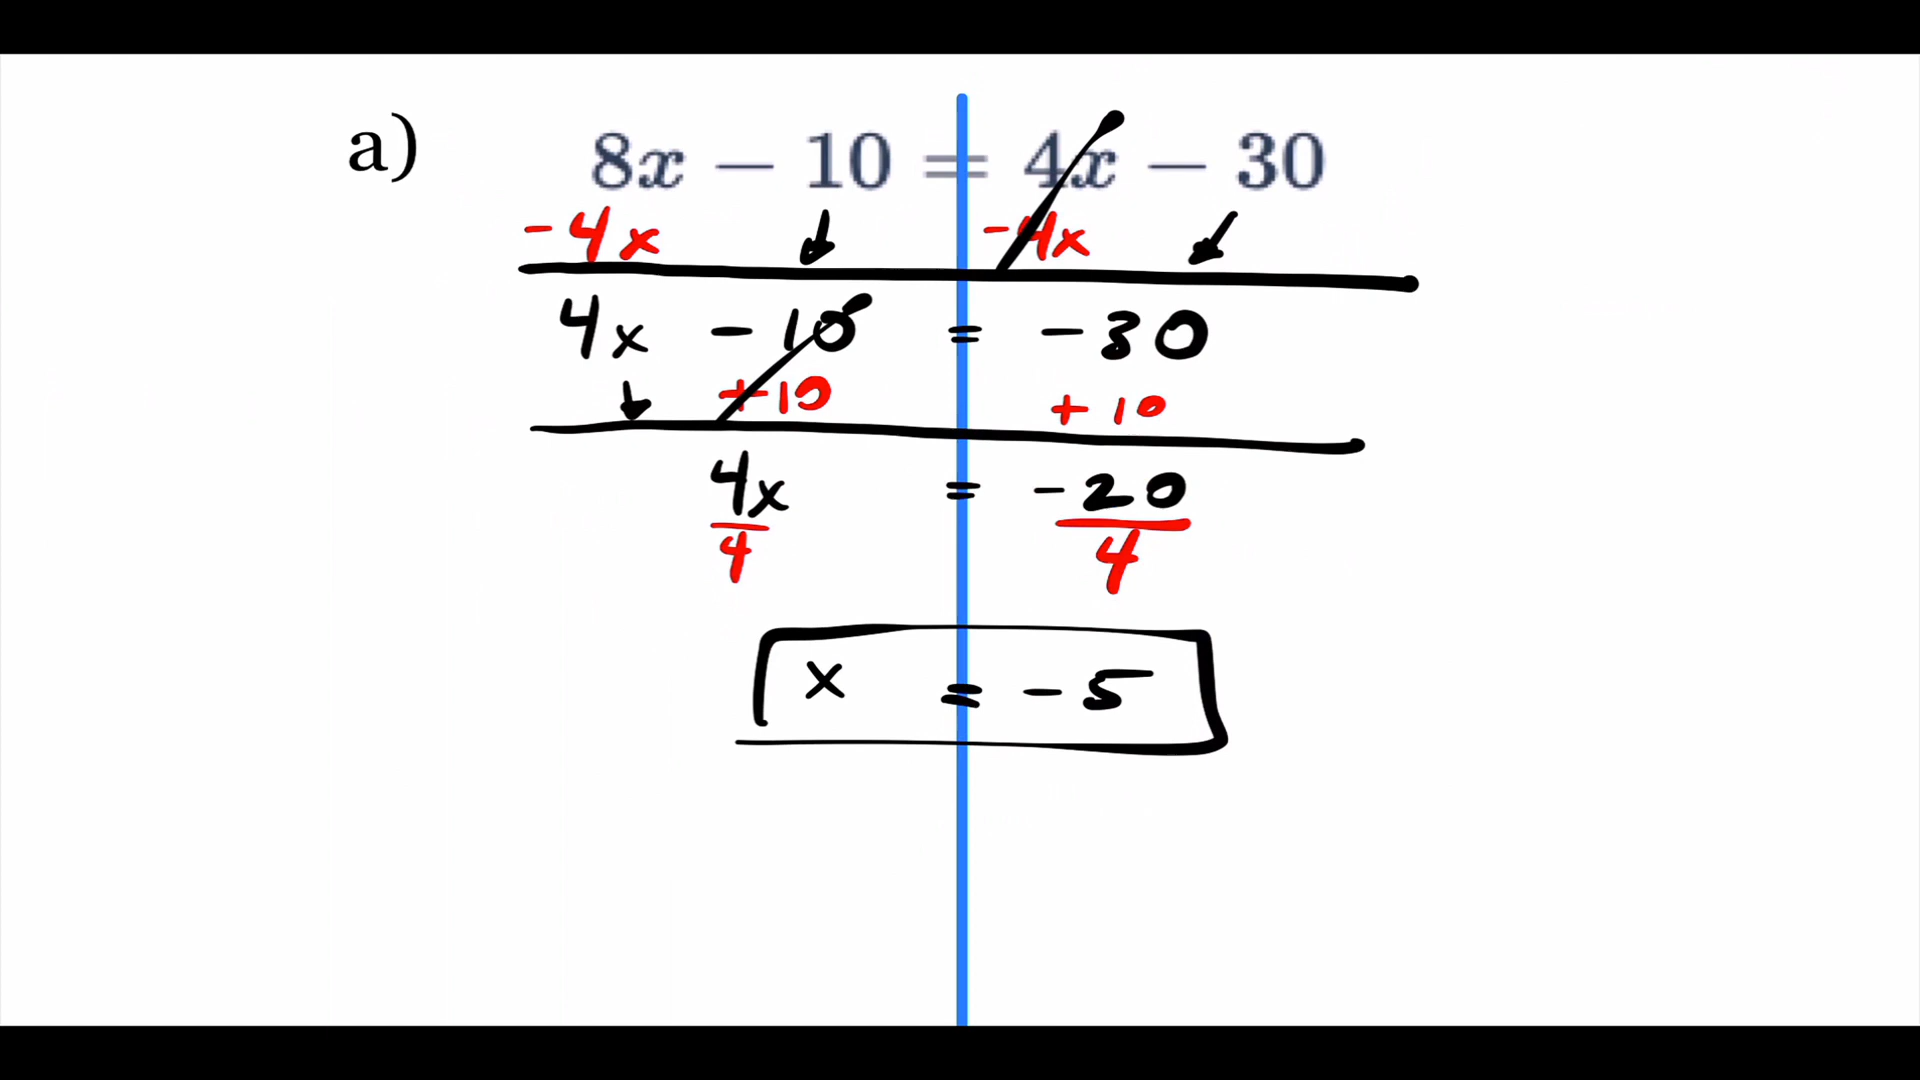 a) 8x − 10 = 4x − 30
-4x -4x
4x - 10 = -30
+10 +10
4x = -20
4 4
x = -5